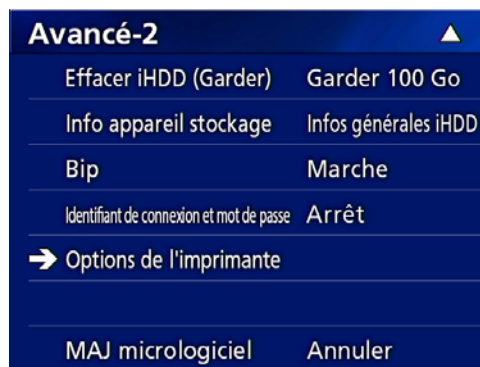 Avancé-2
Effacer iHDD (Garder) Garder 100 Go
Info appareil stockage Infos générales iHDD
Bip Marche
Identifiant de connexion et mot de passe Arrêt
Options de l'imprimante
MAJ micrologiciel Annuler